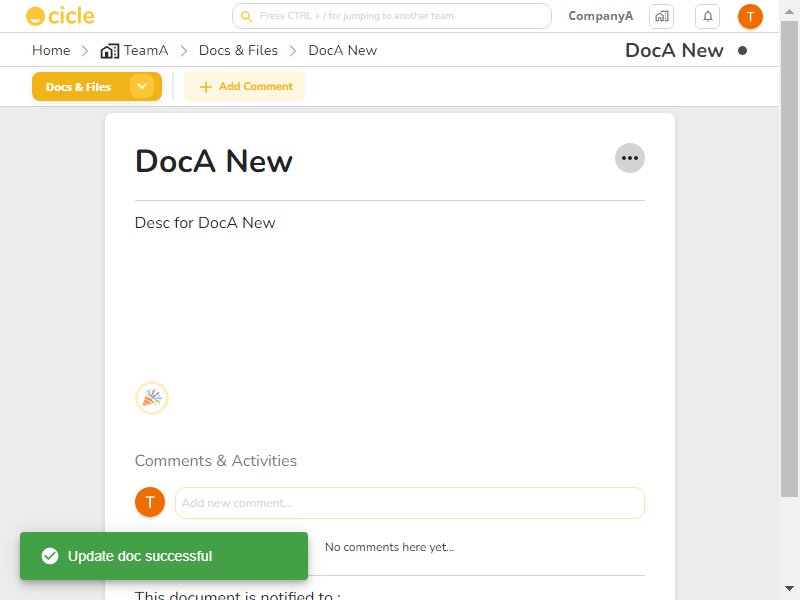 cicle
Press CTRL + / for jumping to another team
CompanyA
T
Home
TeamA
Docs & Files
DocA New
DocA New
Docs & Files
Add Comment
DocA New
Desc for DocA New
Comments & Activities
T
Add new comment...
No comments here yet...
Update doc successful
This document is notified to :